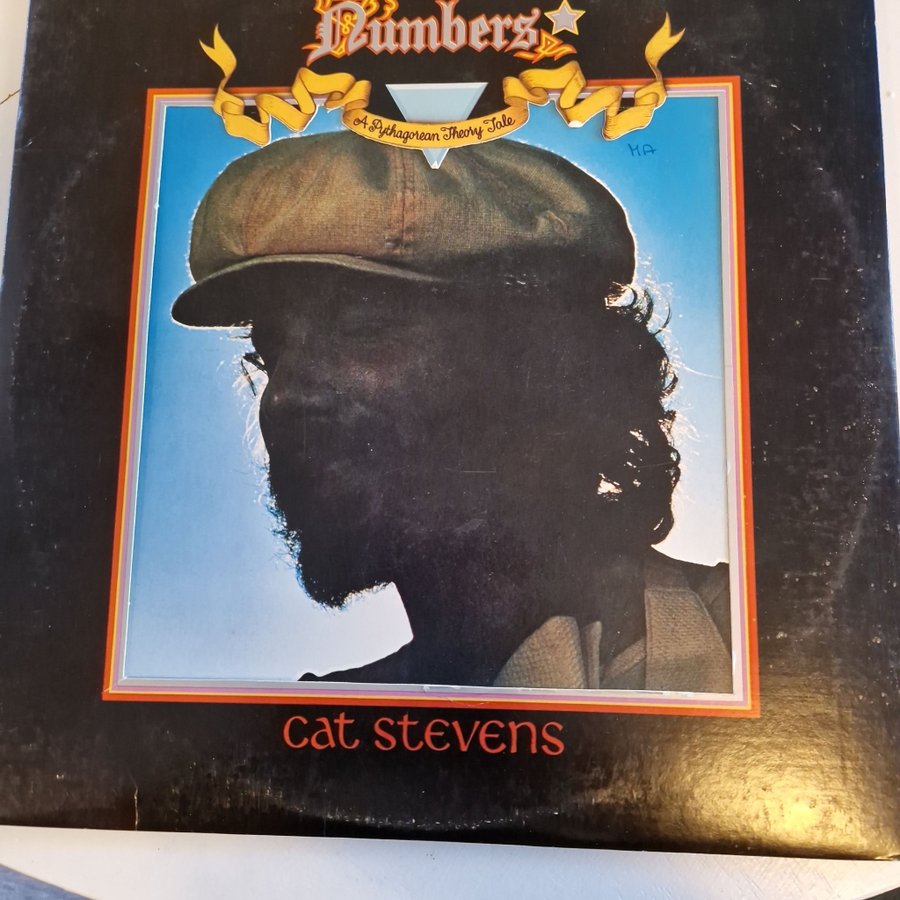 Numbers
A Pythagorean Theory Tale
MA
cat stevens